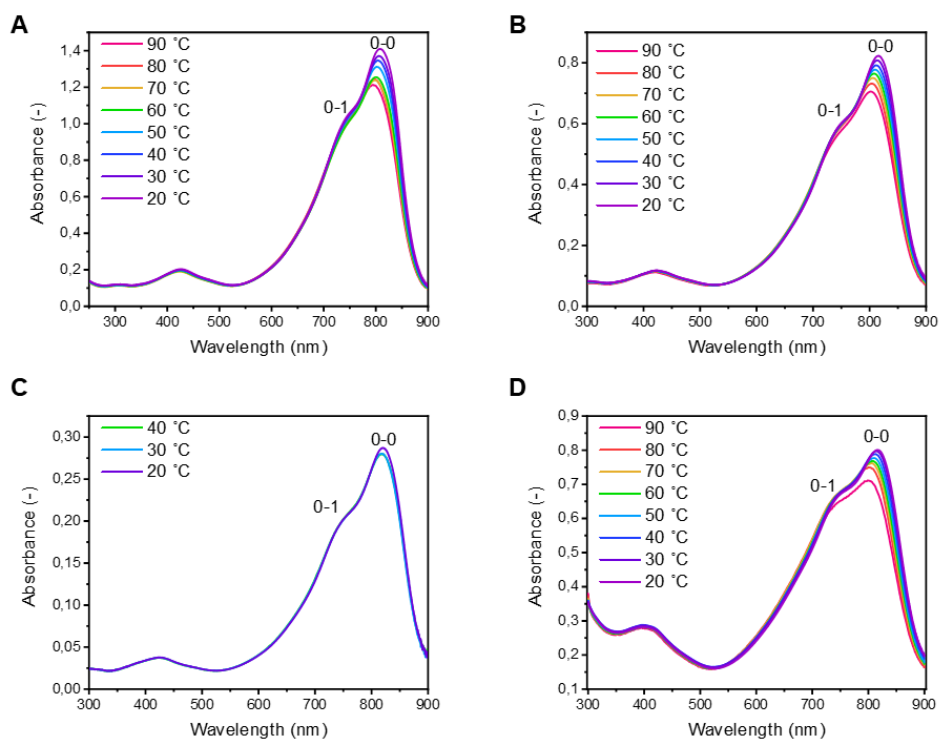 A
90 ˚C
80 ˚C
70 ˚C
60 ˚C
50 ˚C
40 ˚C
30 ˚C
20 ˚C
0-0
0-1
1,4
1,2
1,0
0,8
0,6
0,4
0,2
0,0
Absorbance (-)
300 400 500 600 700 800 900
Wavelength (nm)
B
90 ˚C
80 ˚C
70 ˚C
60 ˚C
50 ˚C
40 ˚C
30 ˚C
20 ˚C
0-0
0-1
0,8
0,6
0,4
0,2
0,0
Absorbance (-)
300 400 500 600 700 800 900
Wavelength (nm)
C
40 ˚C
30 ˚C
20 ˚C
0-0
0-1
0,30
0,25
0,20
0,15
0,10
0,05
0,00
Absorbance (-)
300 400 500 600 700 800 900
Wavelength (nm)
D
90 ˚C
80 ˚C
70 ˚C
60 ˚C
50 ˚C
40 ˚C
30 ˚C
20 ˚C
0-0
0-1
0,9
0,8
0,7
0,6
0,5
0,4
0,3
0,2
0,1
Absorbance (-)
300 400 500 600 700 800 900
Wavelength (nm)